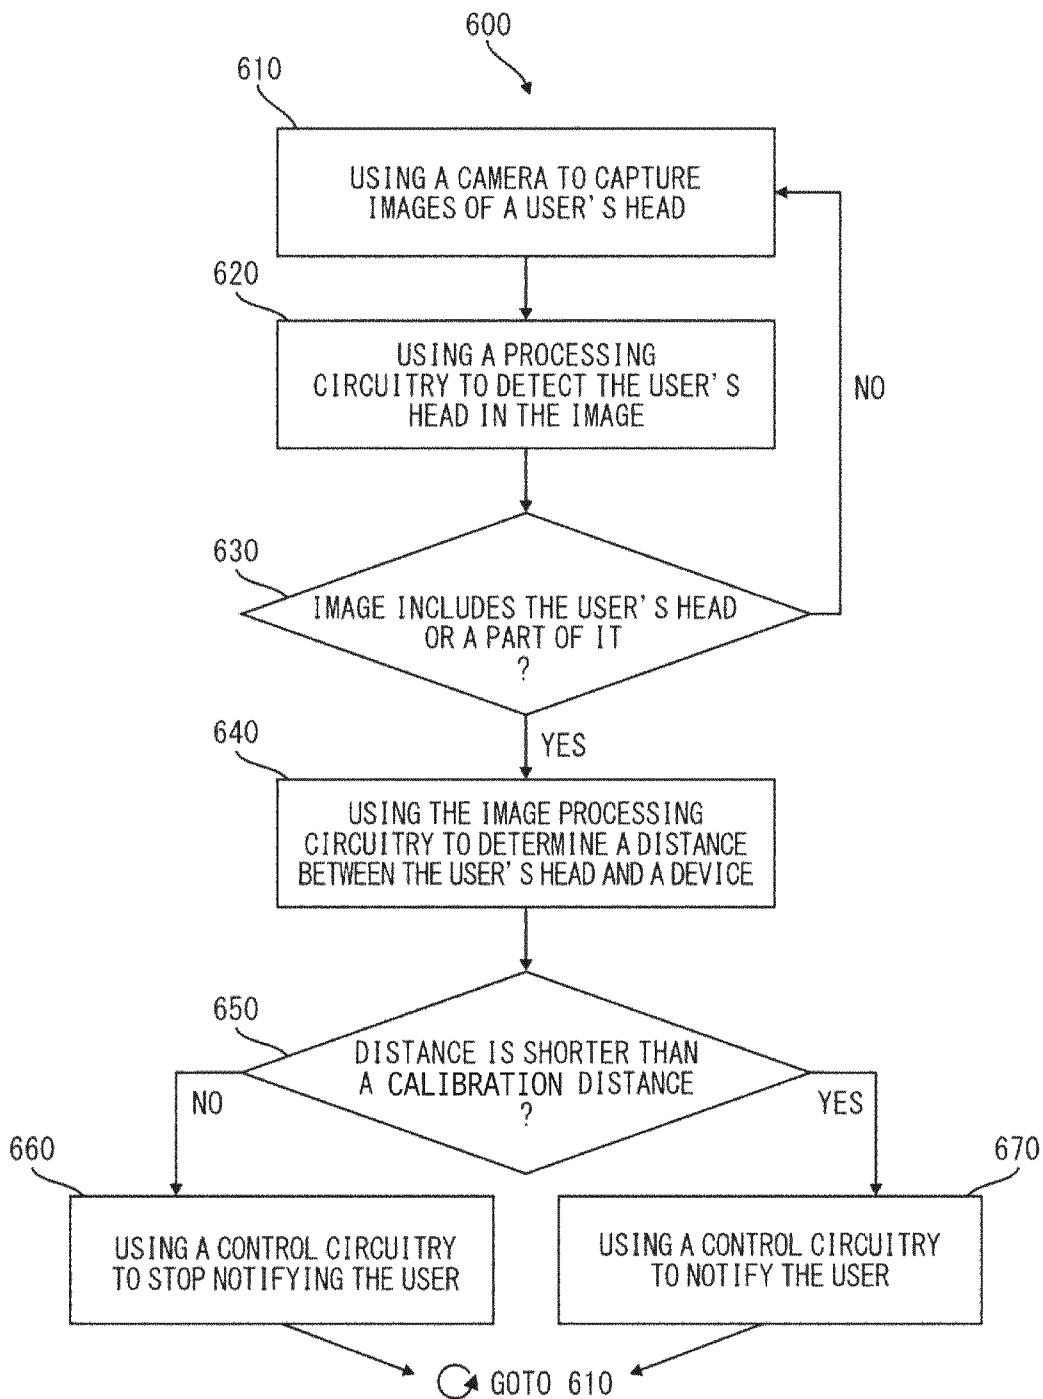 600
610
USING A CAMERA TO CAPTURE
IMAGES OF A USER'S HEAD
620
USING A PROCESSING
CIRCUITRY TO DETECT THE USER'S
HEAD IN THE IMAGE
NO
630
IMAGE INCLUDES THE USER'S HEAD
OR A PART OF IT
?
YES
640
USING THE IMAGE PROCESSING
CIRCUITRY TO DETERMINE A DISTANCE
BETWEEN THE USER'S HEAD AND A DEVICE
650
DISTANCE IS SHORTER THAN
A CALIBRATION DISTANCE
?
NO
YES
660
USING A CONTROL CIRCUITRY
TO STOP NOTIFYING THE USER
670
USING A CONTROL CIRCUITRY
TO NOTIFY THE USER
GOTO 610